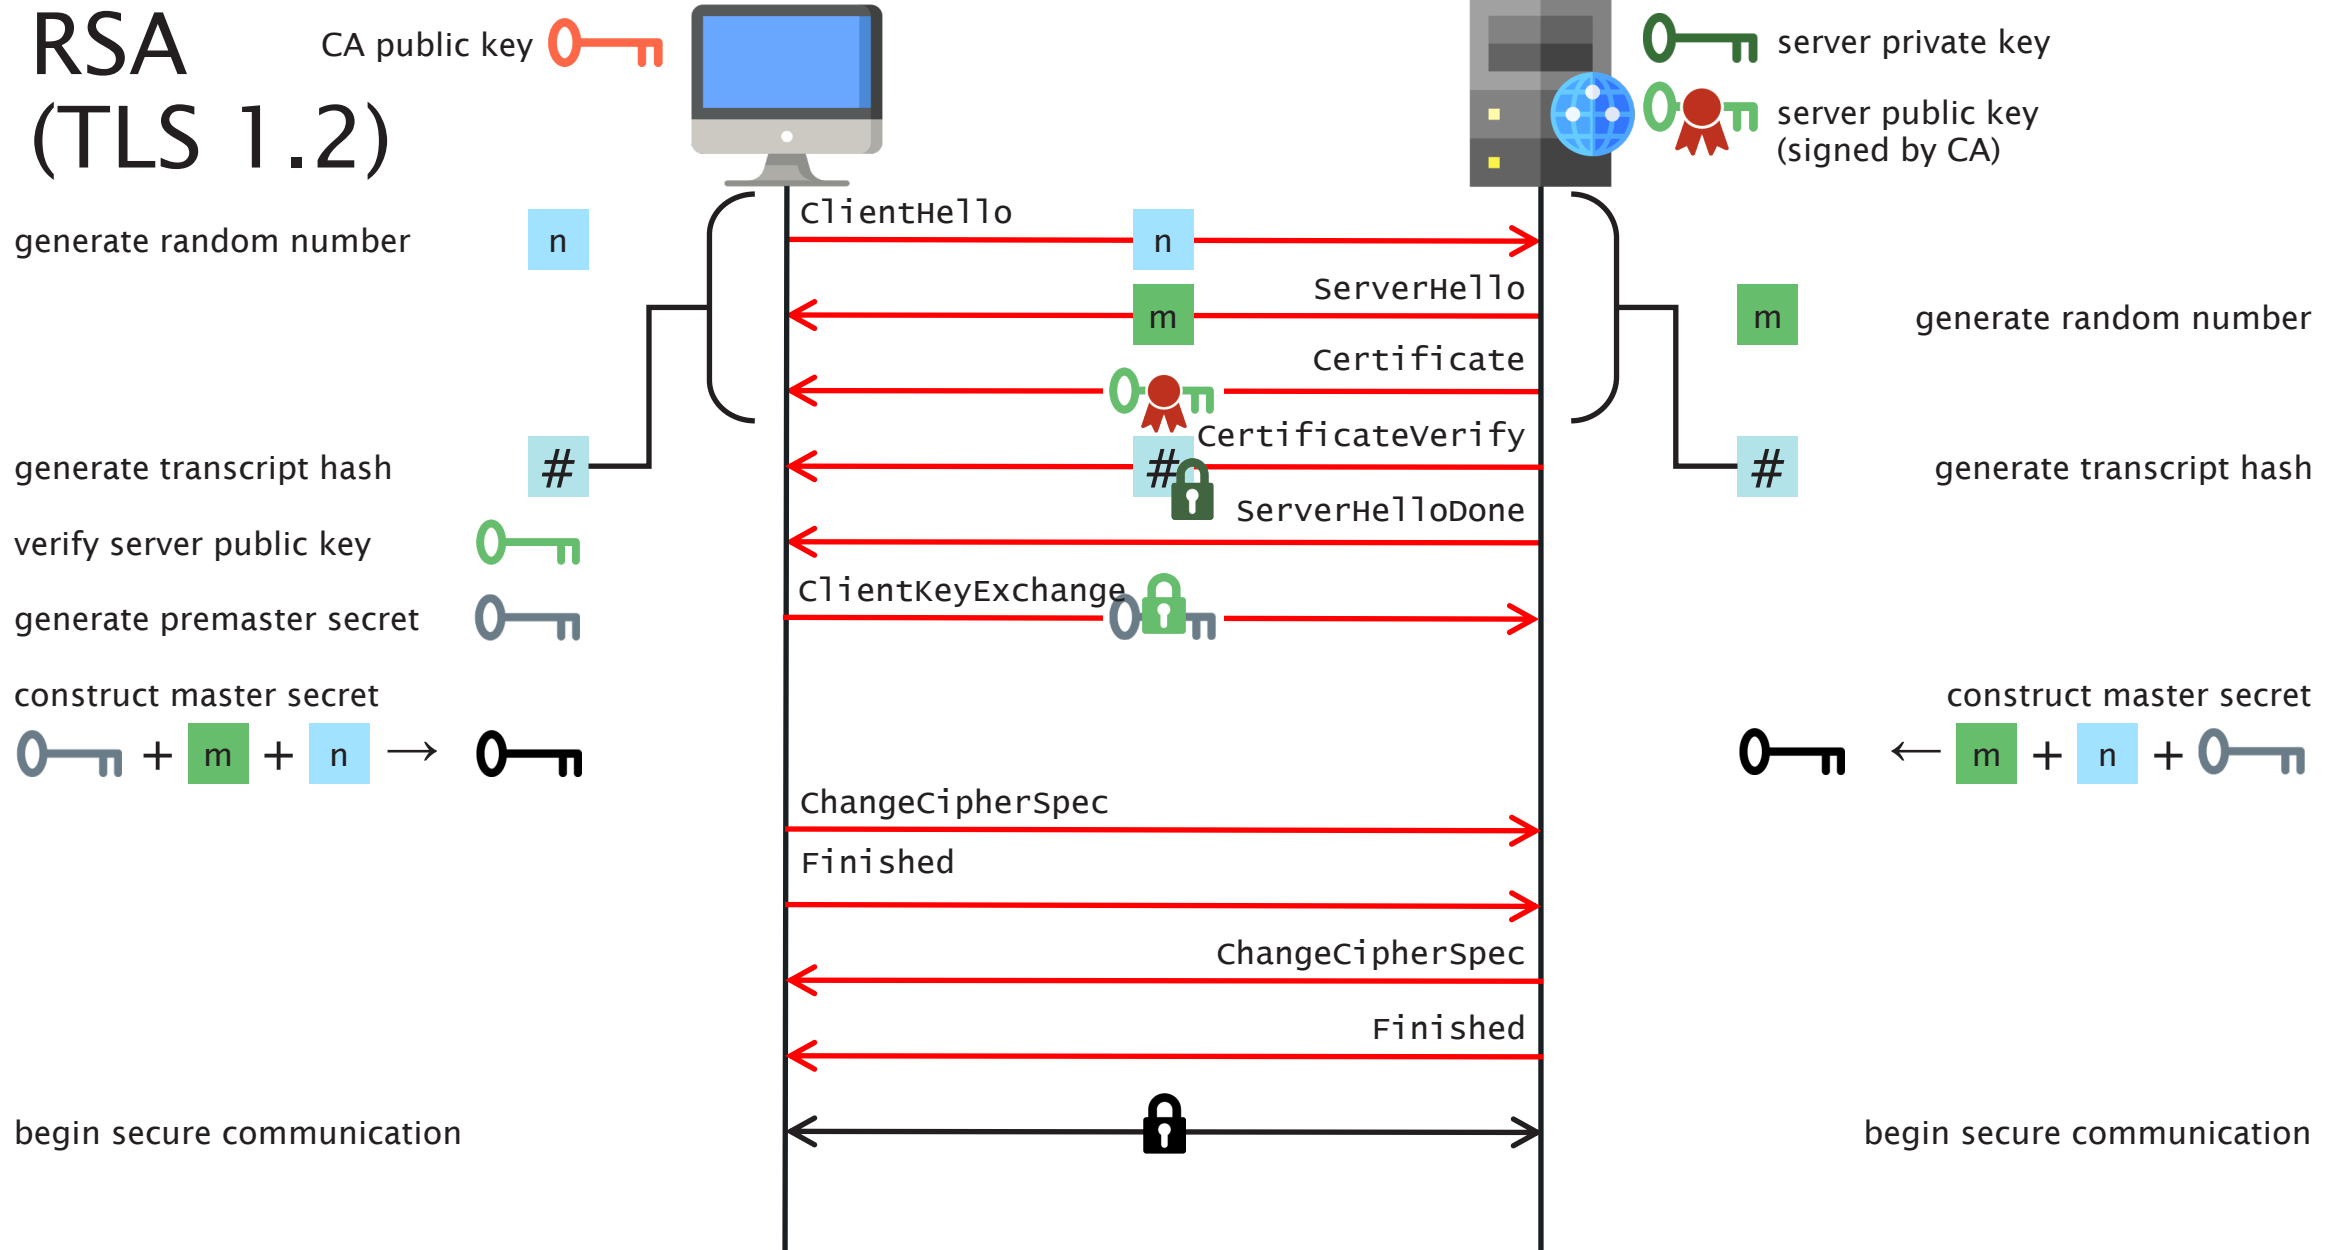 RSA
(TLS 1.2)
CA public key
server private key
server public key
(signed by CA)
ClientHello
generate random number
n
n
ServerHello
m
m
generate random number
Certificate
CertificateVerify
generate transcript hash
#
#
#
generate transcript hash
ServerHelloDone
verify server public key
ClientKeyExchange
generate premaster secret
construct master secret
construct master secret
+ m + n →
← m + n +
ChangeCipherSpec
Finished
ChangeCipherSpec
Finished
begin secure communication
begin secure communication